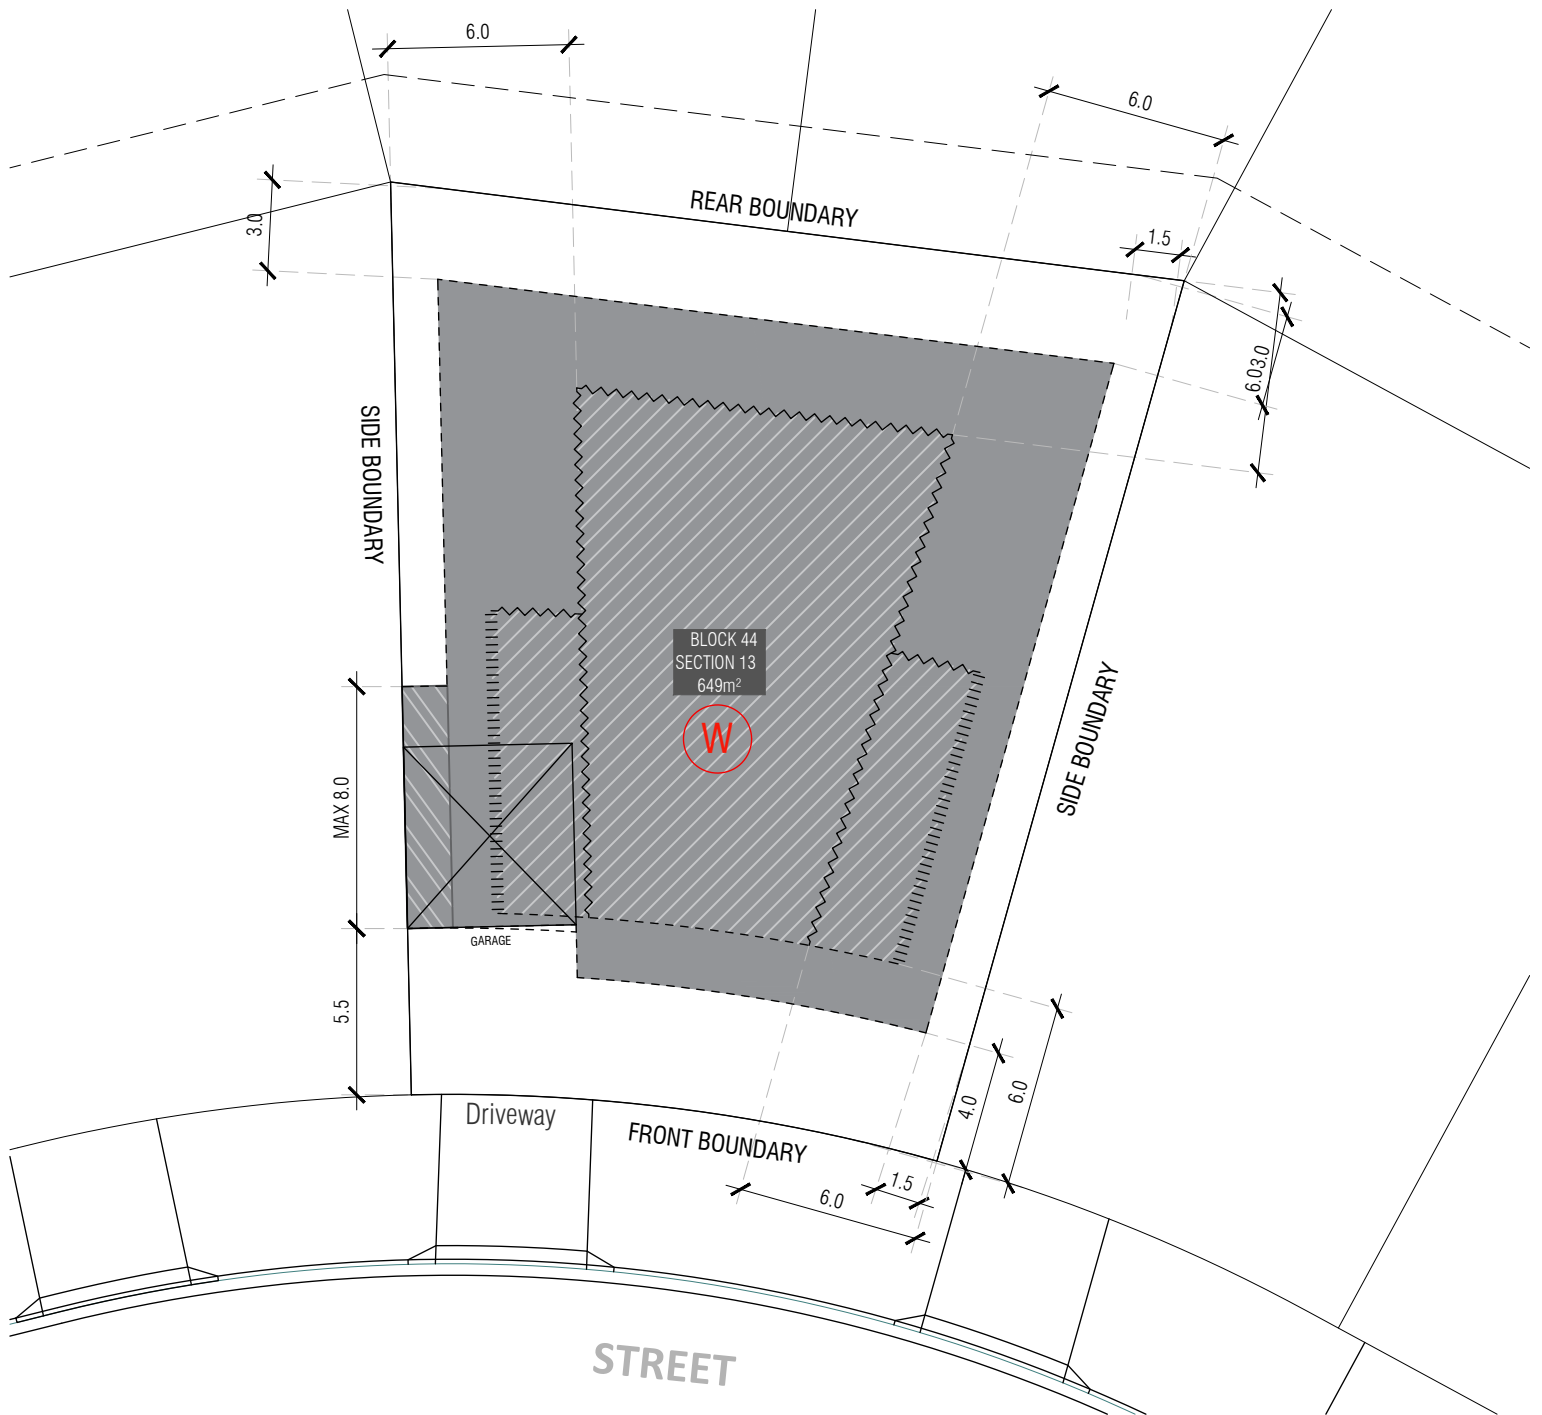 6.0
6.0
REAR BOUNDARY
3.0
1.5
3.0
6.0
SIDE BOUNDARY
BLOCK 44
SECTION 13
649m²
W
SIDE BOUNDARY
MAX 8.0
GARAGE
5.5
Driveway
FRONT BOUNDARY
4.0
6.0
1.5
6.0
STREET